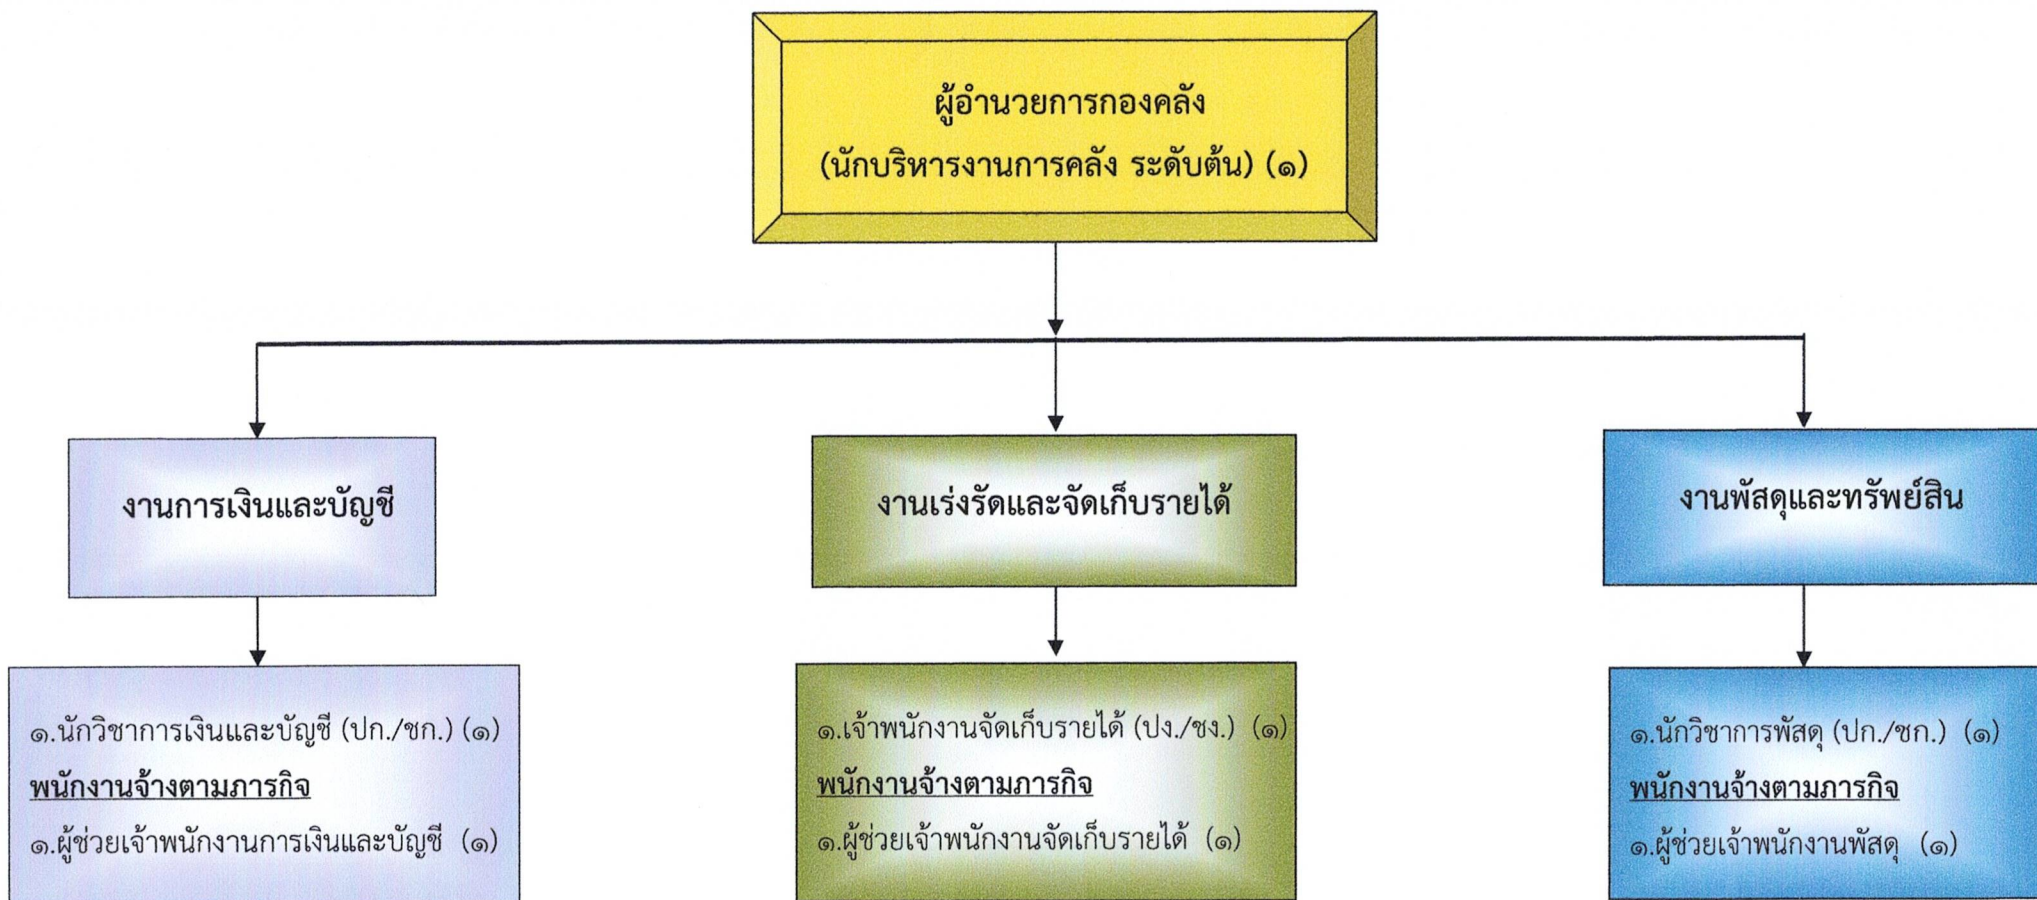 ผู้อำนวยการกองคลัง
(นักบริหารงานการคลัง ระดับต้น) (๑)
งานการเงินและบัญชี
งานเร่งรัดและจัดเก็บรายได้
งานพัสดุและทรัพย์สิน
๑.นักวิชาการเงินและบัญชี (ปก./ชก.) (๑)
พนักงานจ้างตามภารกิจ
๑.ผู้ช่วยเจ้าพนักงานการเงินและบัญชี (๑)
๑.เจ้าพนักงานจัดเก็บรายได้ (ปง./ชง.) (๑)
พนักงานจ้างตามภารกิจ
๑.ผู้ช่วยเจ้าพนักงานจัดเก็บรายได้ (๑)
๑.นักวิชาการพัสดุ (ปก./ชก.) (๑)
พนักงานจ้างตามภารกิจ
๑.ผู้ช่วยเจ้าพนักงานพัสดุ (๑)